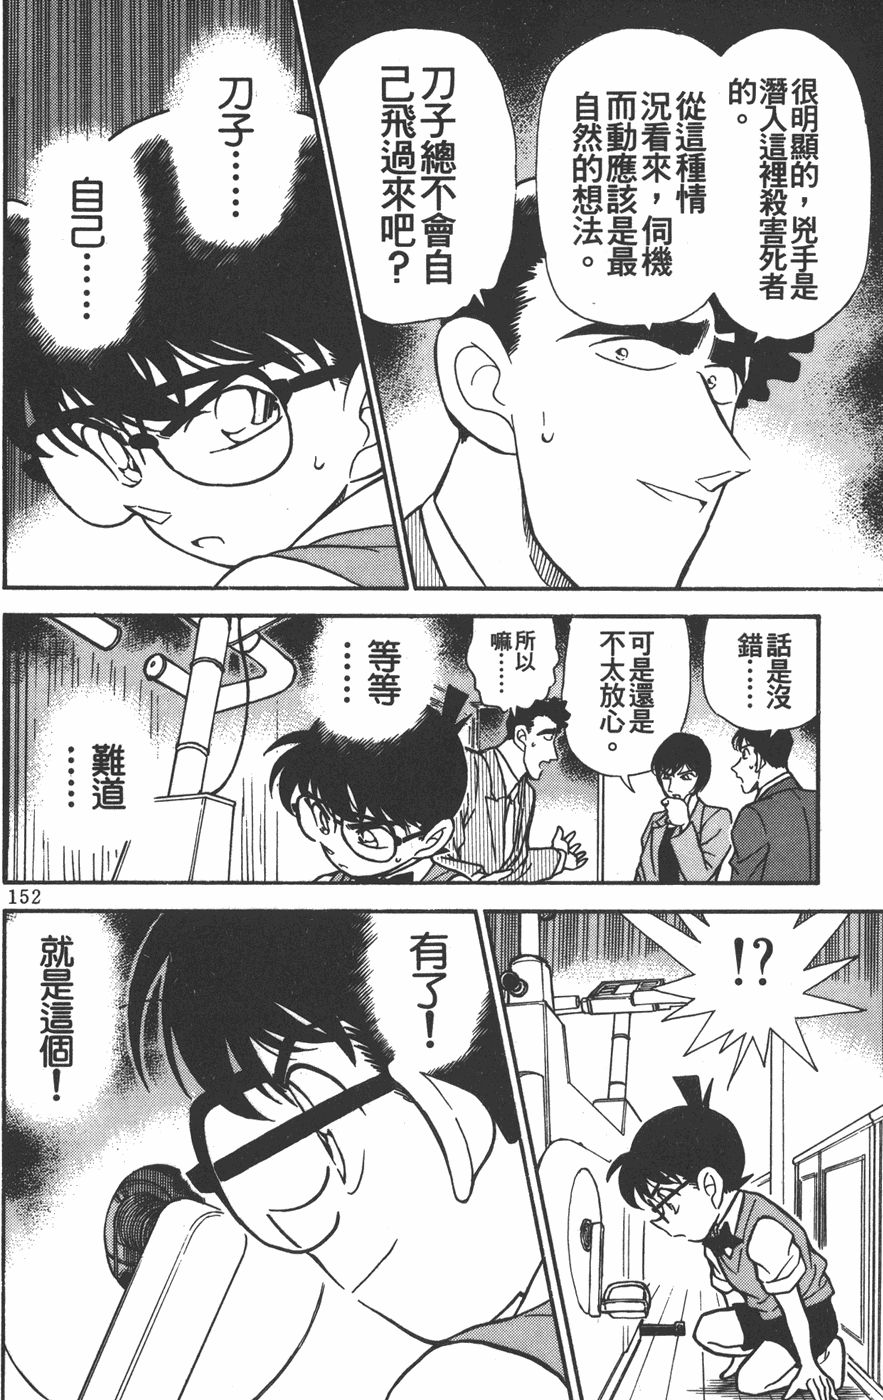 很明顯的，兇手是
潛入這裡殺害死者
的。
從這種情
況看來，伺機
而動應該是最
自然的想法。
刀子總不會自
己飛過來吧？
刀子……
自己……
話是沒
錯……
可是還是
不太放心。
所以
嘛……
等等
……
難道
……
152
!?
有了！
就是這個！